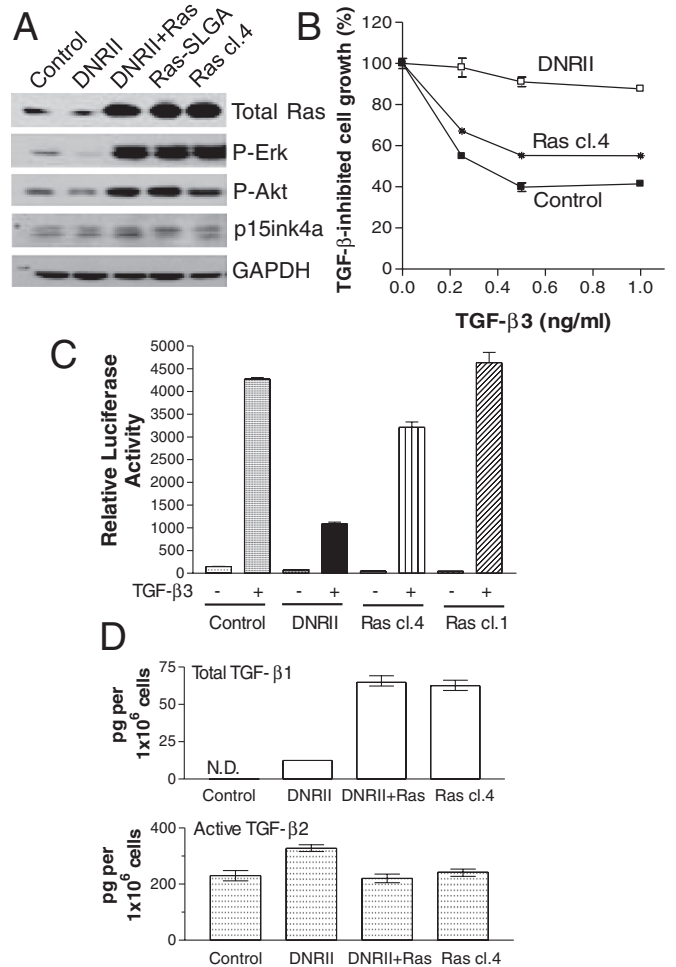 A
Control
DNRII
DNRII+Ras
Ras-SLGA
Ras cl.4
Total Ras
P-Erk
P-Akt
p15ink4a
GAPDH
B
TGF-β-inhibited cell growth (%)
120
100
80
60
40
20
0
DNRII
Ras cl.4
Control
0.0 0.2 0.4 0.6 0.8 1.0
TGF-β3 (ng/ml)
C
Relative Luciferase
Activity
5000
4500
4000
3500
3000
2500
2000
1500
1000
500
0
TGF-β3 - + - + - + - +
Control DNRII Ras cl.4 Ras cl.1
D
pg per
1x10⁶ cells
75
50
25
0
Total TGF-β1
N.D.
Control DNRII DNRII+Ras Ras cl.4
pg per
1x10⁶ cells
400
200
0
Active TGF-β2
Control DNRII DNRII+Ras Ras cl.4